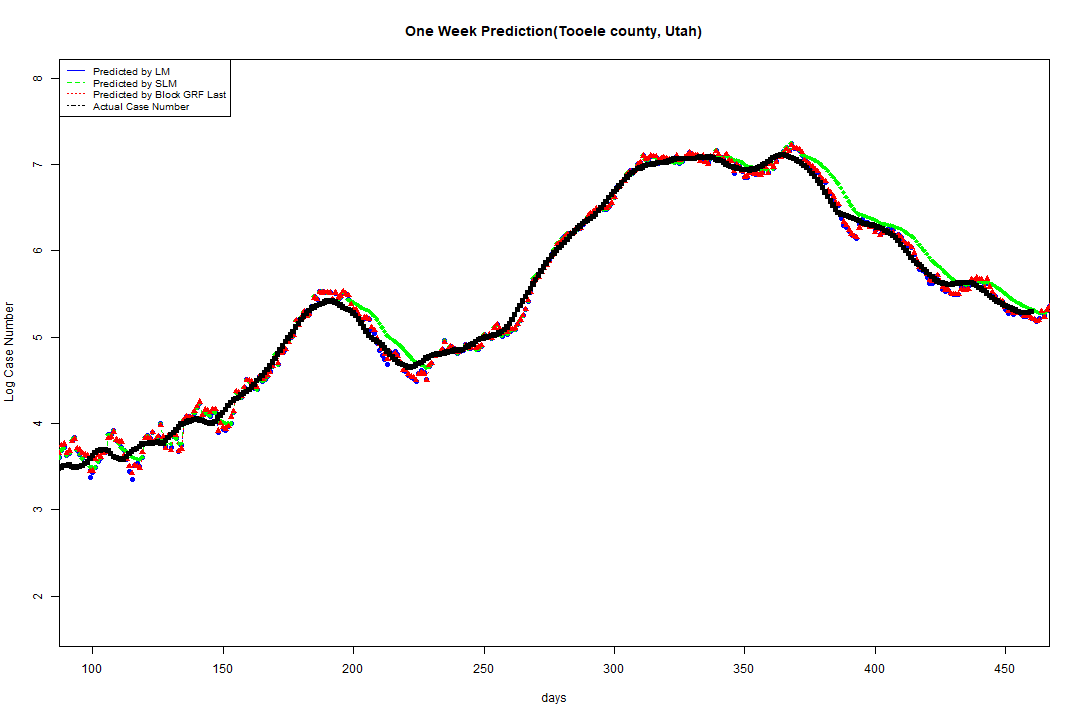 One Week Prediction(Tooele county, Utah)
Predicted by LM
Predicted by SLM
Predicted by Block GRF Last
Actual Case Number
8
7
6
5
4
3
2
Log Case Number
100 150 200 250 300 350 400 450
days